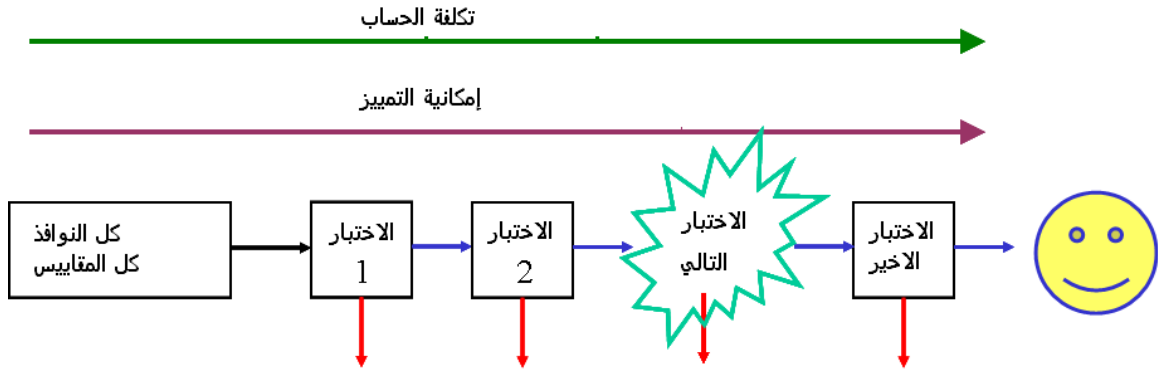 تكلفة الحساب
إمكانية التمييز
كل النوافذ
كل المقاييس
الاختبار
1
الاختبار
2
الاختبار
التالي
الاختبار
الاخير